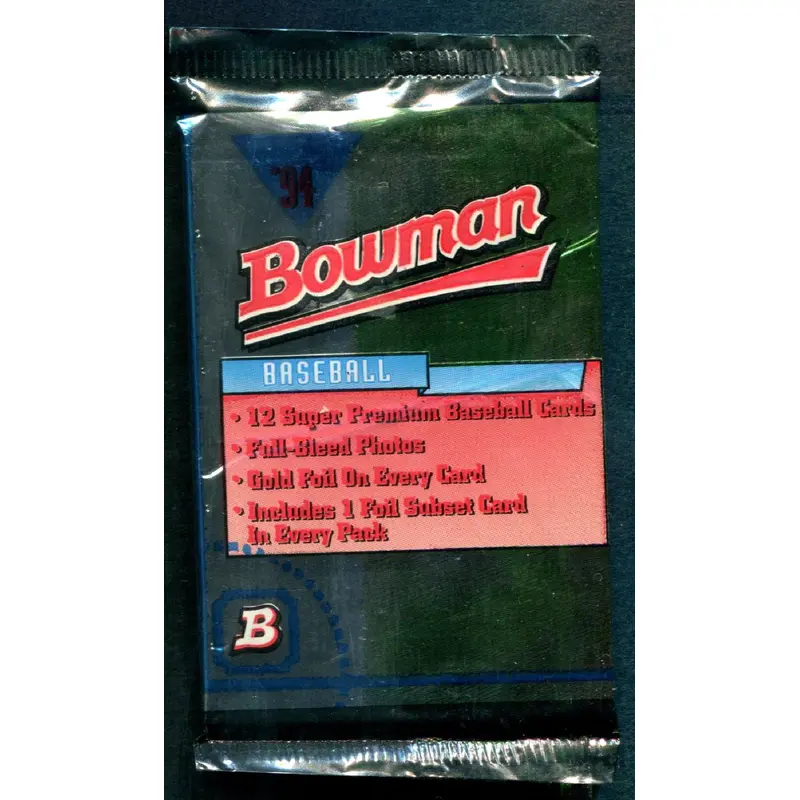 '94
Bowman
BASEBALL
• 12 Super Premium Baseball Cards
• Full-Bleed Photos
• Gold Foil On Every Card
• Includes 1 Foil Subset Card
In Every Pack
B